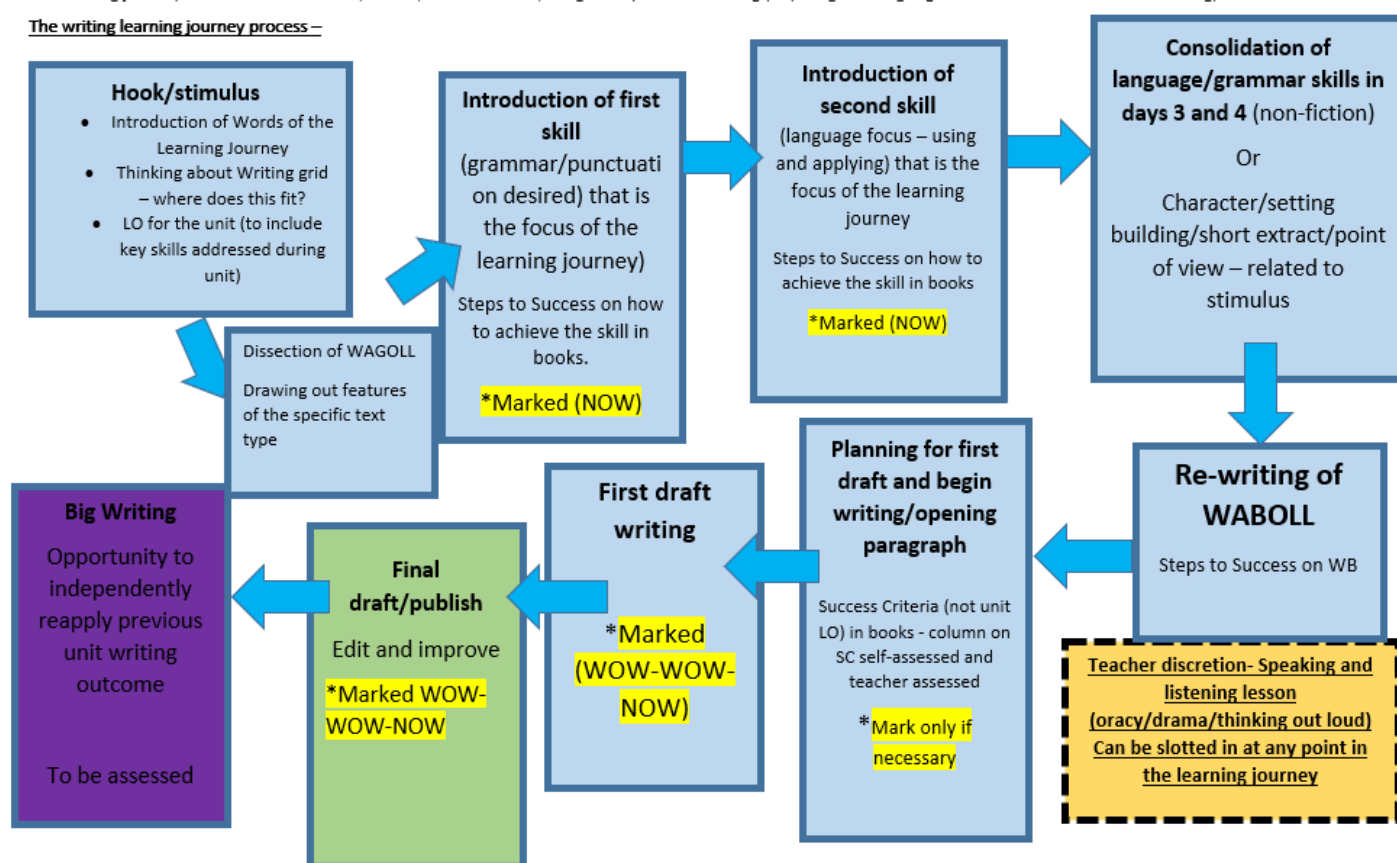 The writing learning journey process –
Hook/stimulus
• Introduction of Words of the
Learning Journey
• Thinking about Writing grid
– where does this fit?
• LO for the unit (to include
key skills addressed during
unit)
Dissection of WAGOLL
Drawing out features
of the specific text
type
Introduction of first
skill
(grammar/punctuati
on desired) that is
the focus of the
learning journey)
Steps to Success on how
to achieve the skill in
books.
*Marked (NOW)
Introduction of
second skill
(language focus – using
and applying) that is the
focus of the learning
journey
Steps to Success on how to
achieve the skill in books
*Marked (NOW)
Consolidation of
language/grammar skills in
days 3 and 4 (non-fiction)
Or
Character/setting
building/short extract/point
of view – related to
stimulus
Re-writing of
WABOLL
Steps to Success on WB
Teacher discretion- Speaking and
listening lesson
(oracy/drama/thinking out loud)
Can be slotted in at any point in
the learning journey
Planning for first
draft and begin
writing/opening
paragraph
Success Criteria (not unit
LO) in books - column on
SC self-assessed and
teacher assessed
*Mark only if
necessary
First draft
writing
*Marked
(WOW-WOW-
NOW)
Final
draft/publish
Edit and improve
*Marked WOW-
WOW-NOW
Big Writing
Opportunity to
independently
reapply previous
unit writing
outcome
To be assessed